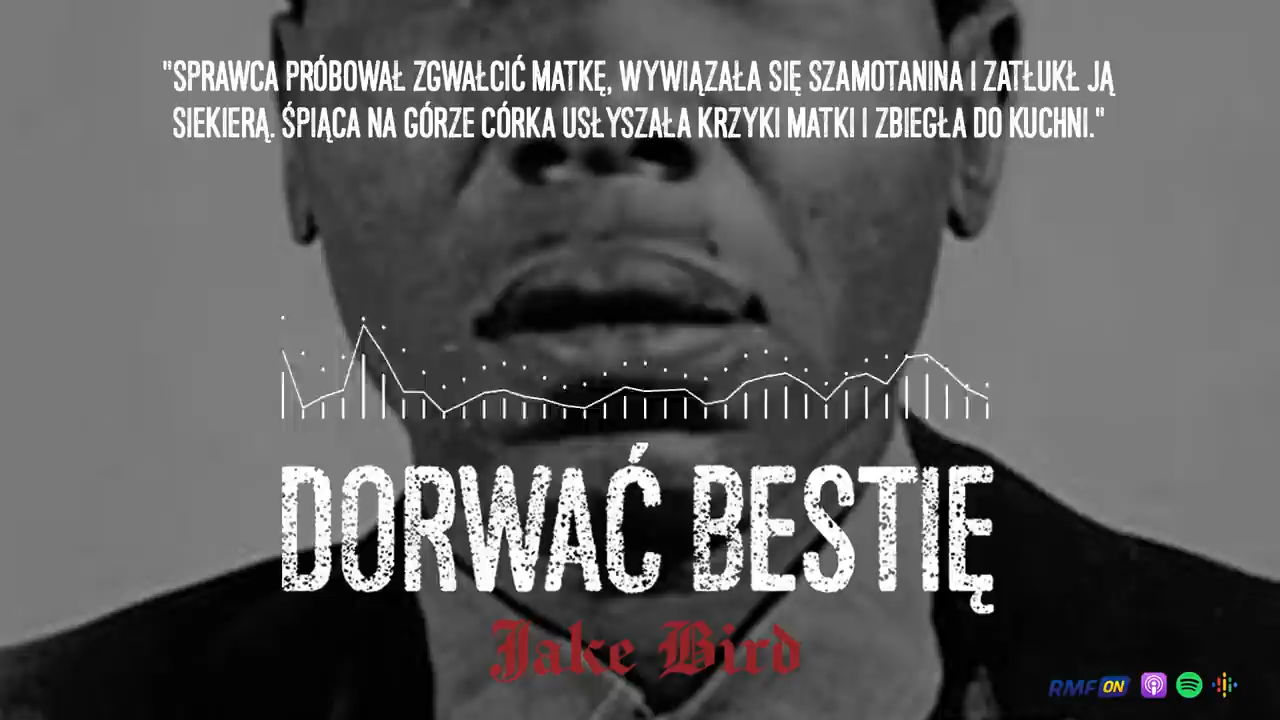 "SPRAWCA PRÓBOWAŁ ZGWAŁCIĆ MATKĘ, WYWIĄZAŁA SIĘ SZAMOTANINA I ZATŁUKŁ JĄ
SIEKIERĄ. ŚPIĄCA NA GÓRZE CÓRKA USŁYSZAŁA KRZYKI MATKI I ZBIEGŁA DO KUCHNI."
DORWAĆ BESTIĘ
Jake Bird
RMF ON